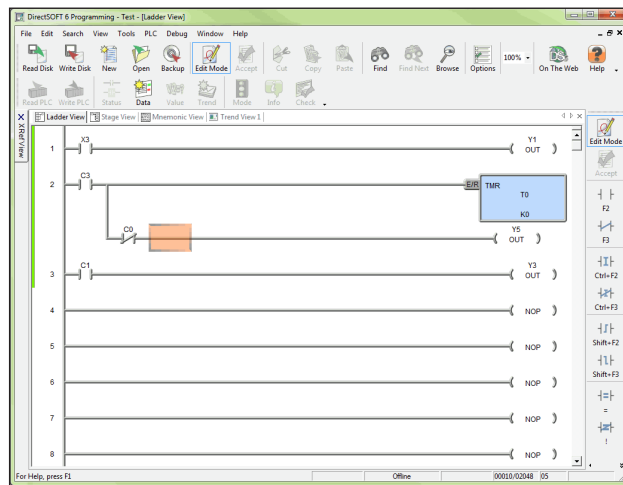 DirectSOFT 6 Programming - Test - [Ladder View]
File Edit Search View Tools PLC Debug Window Help
Read Disk Write Disk New Open Backup Edit Mode Accept Cut Copy Paste Find Find Next Browse Options 100% On The Web Help
Read PLC Write PLC Status Data Value Trend Mode Info Check
X Ladder View Stage View Mnemonic View Trend View 1
XRef View
Edit Mode
Accept
1 X3 Y1 OUT
2 C3 E/R TMR T0 K0
C0 Y5 OUT
3 C1 Y3 OUT
4 NOP
5 NOP
6 NOP
7 NOP
8 NOP
F2
F3
Ctrl+F2
Ctrl+F3
Shift+F2
Shift+F3
=
!
For Help, press F1 Offline 00010/02048 05